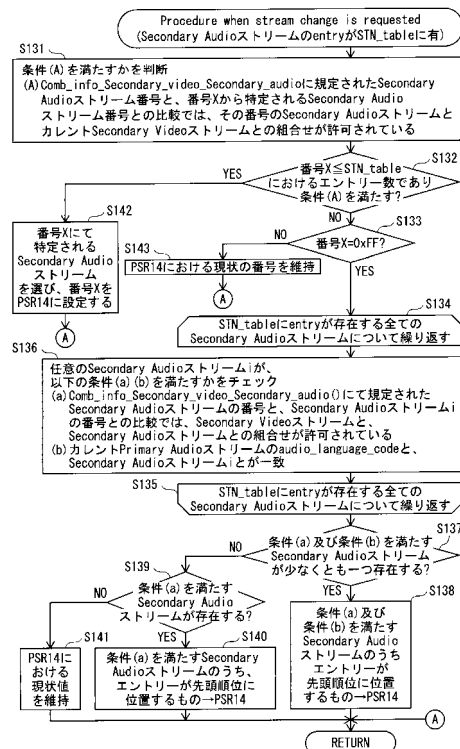 Procedure when stream change is requested
(Secondary AudioストリームのentryがSTN_tableに有)
S131
条件(A)を満たすかを判断
(A)Comb_info_Secondary_video_Secondary_audioに規定されたSecondary
Audioストリーム番号と、番号Xから特定されるSecondary Audio
ストリーム番号との比較では、その番号のSecondary Audioストリームと
カレントSecondary Videoストリームとの組合せが許可されている
S132
YES
番号X≦STN_table
におけるエントリー数であり
条件(A)を満たす?
NO
S142
番号Xにて
特定される
Secondary Audio
ストリーム
を選び、番号Xを
PSR14に設定する
A
S133
NO
番号X=0xFF?
YES
S143
PSR14における現状の番号を維持
A
S134
STN_tableにentryが存在する全ての
Secondary Audioストリームについて繰り返す
S136
任意のSecondary Audioストリームiが、
以下の条件(a)(b)を満たすかをチェック
(a)Comb_info_Secondary_video_Secondary_audio()にて規定された
Secondary Audioストリームの番号と、Secondary Audioストリームi
の番号との比較では、Secondary Videoストリームと、
Secondary Audioストリームとの組合せが許可されている
(b)カレントPrimary Audioストリームのaudio_language_codeと、
Secondary Audioストリームiとが一致
S135
STN_tableにentryが存在する全ての
Secondary Audioストリームについて繰り返す
S137
NO
条件(a)及び条件(b)を満たす
Secondary Audioストリーム
が少なくとも一つ存在する?
YES
S139
NO
条件(a)を満たす
Secondary Audio
ストリームが存在する?
YES
S138
条件(a)及び
条件(b)を満たす
Secondary Audio
ストリームのうち
エントリーが
先頭順位に位置
するもの→PSR14
S141
PSR14に
おける
現状値
を維持
S140
条件(a)を満たすSecondary
Audioストリームのうち、
エントリーが先頭順位に
位置するもの→PSR14
A
RETURN